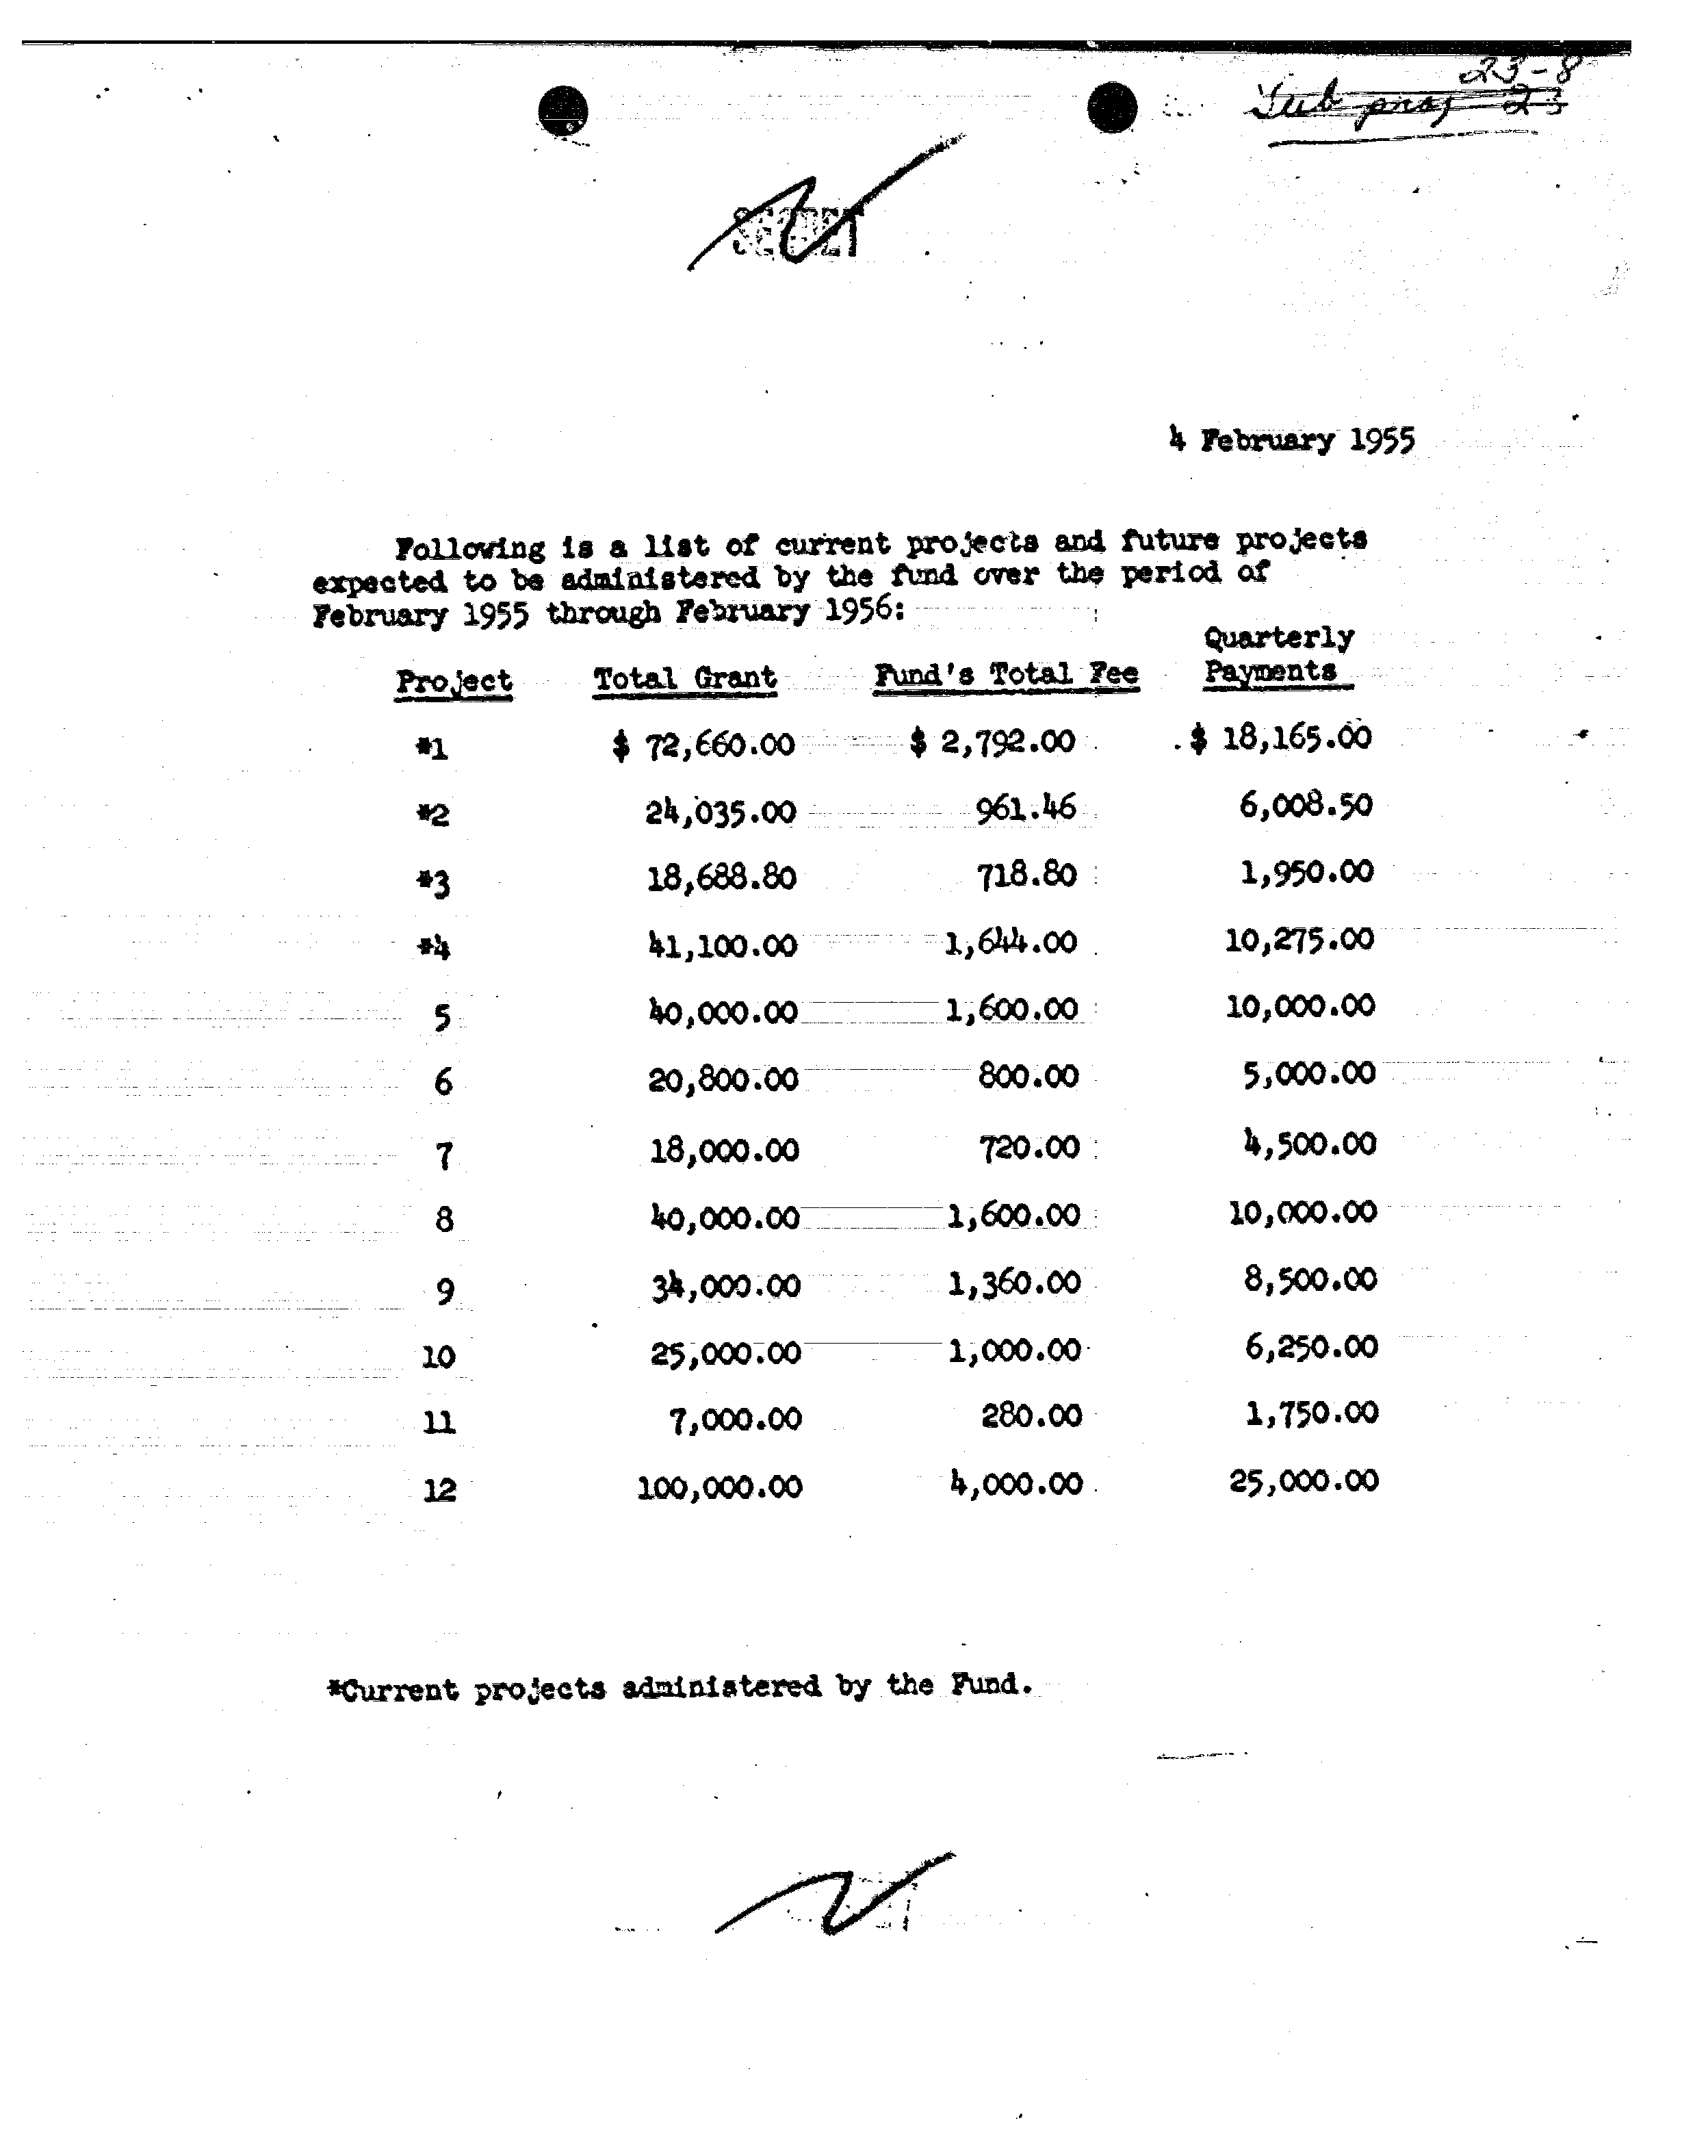 23-8
Sub proj 23
SECRET
4 February 1955
Following is a list of current projects and future projects
expected to be administered by the fund over the period of
February 1955 through February 1956:
Project Total Grant Fund's Total Fee Quarterly Payments
*1 $ 72,660.00 $ 2,792.00 $ 18,165.00
*2 24,035.00 961.46 6,008.50
*3 18,688.80 718.80 1,950.00
*4 41,100.00 1,644.00 10,275.00
5 40,000.00 1,600.00 10,000.00
6 20,800.00 800.00 5,000.00
7 18,000.00 720.00 4,500.00
8 40,000.00 1,600.00 10,000.00
9 34,000.00 1,360.00 8,500.00
10 25,000.00 1,000.00 6,250.00
11 7,000.00 280.00 1,750.00
12 100,000.00 4,000.00 25,000.00
*Current projects administered by the Fund.